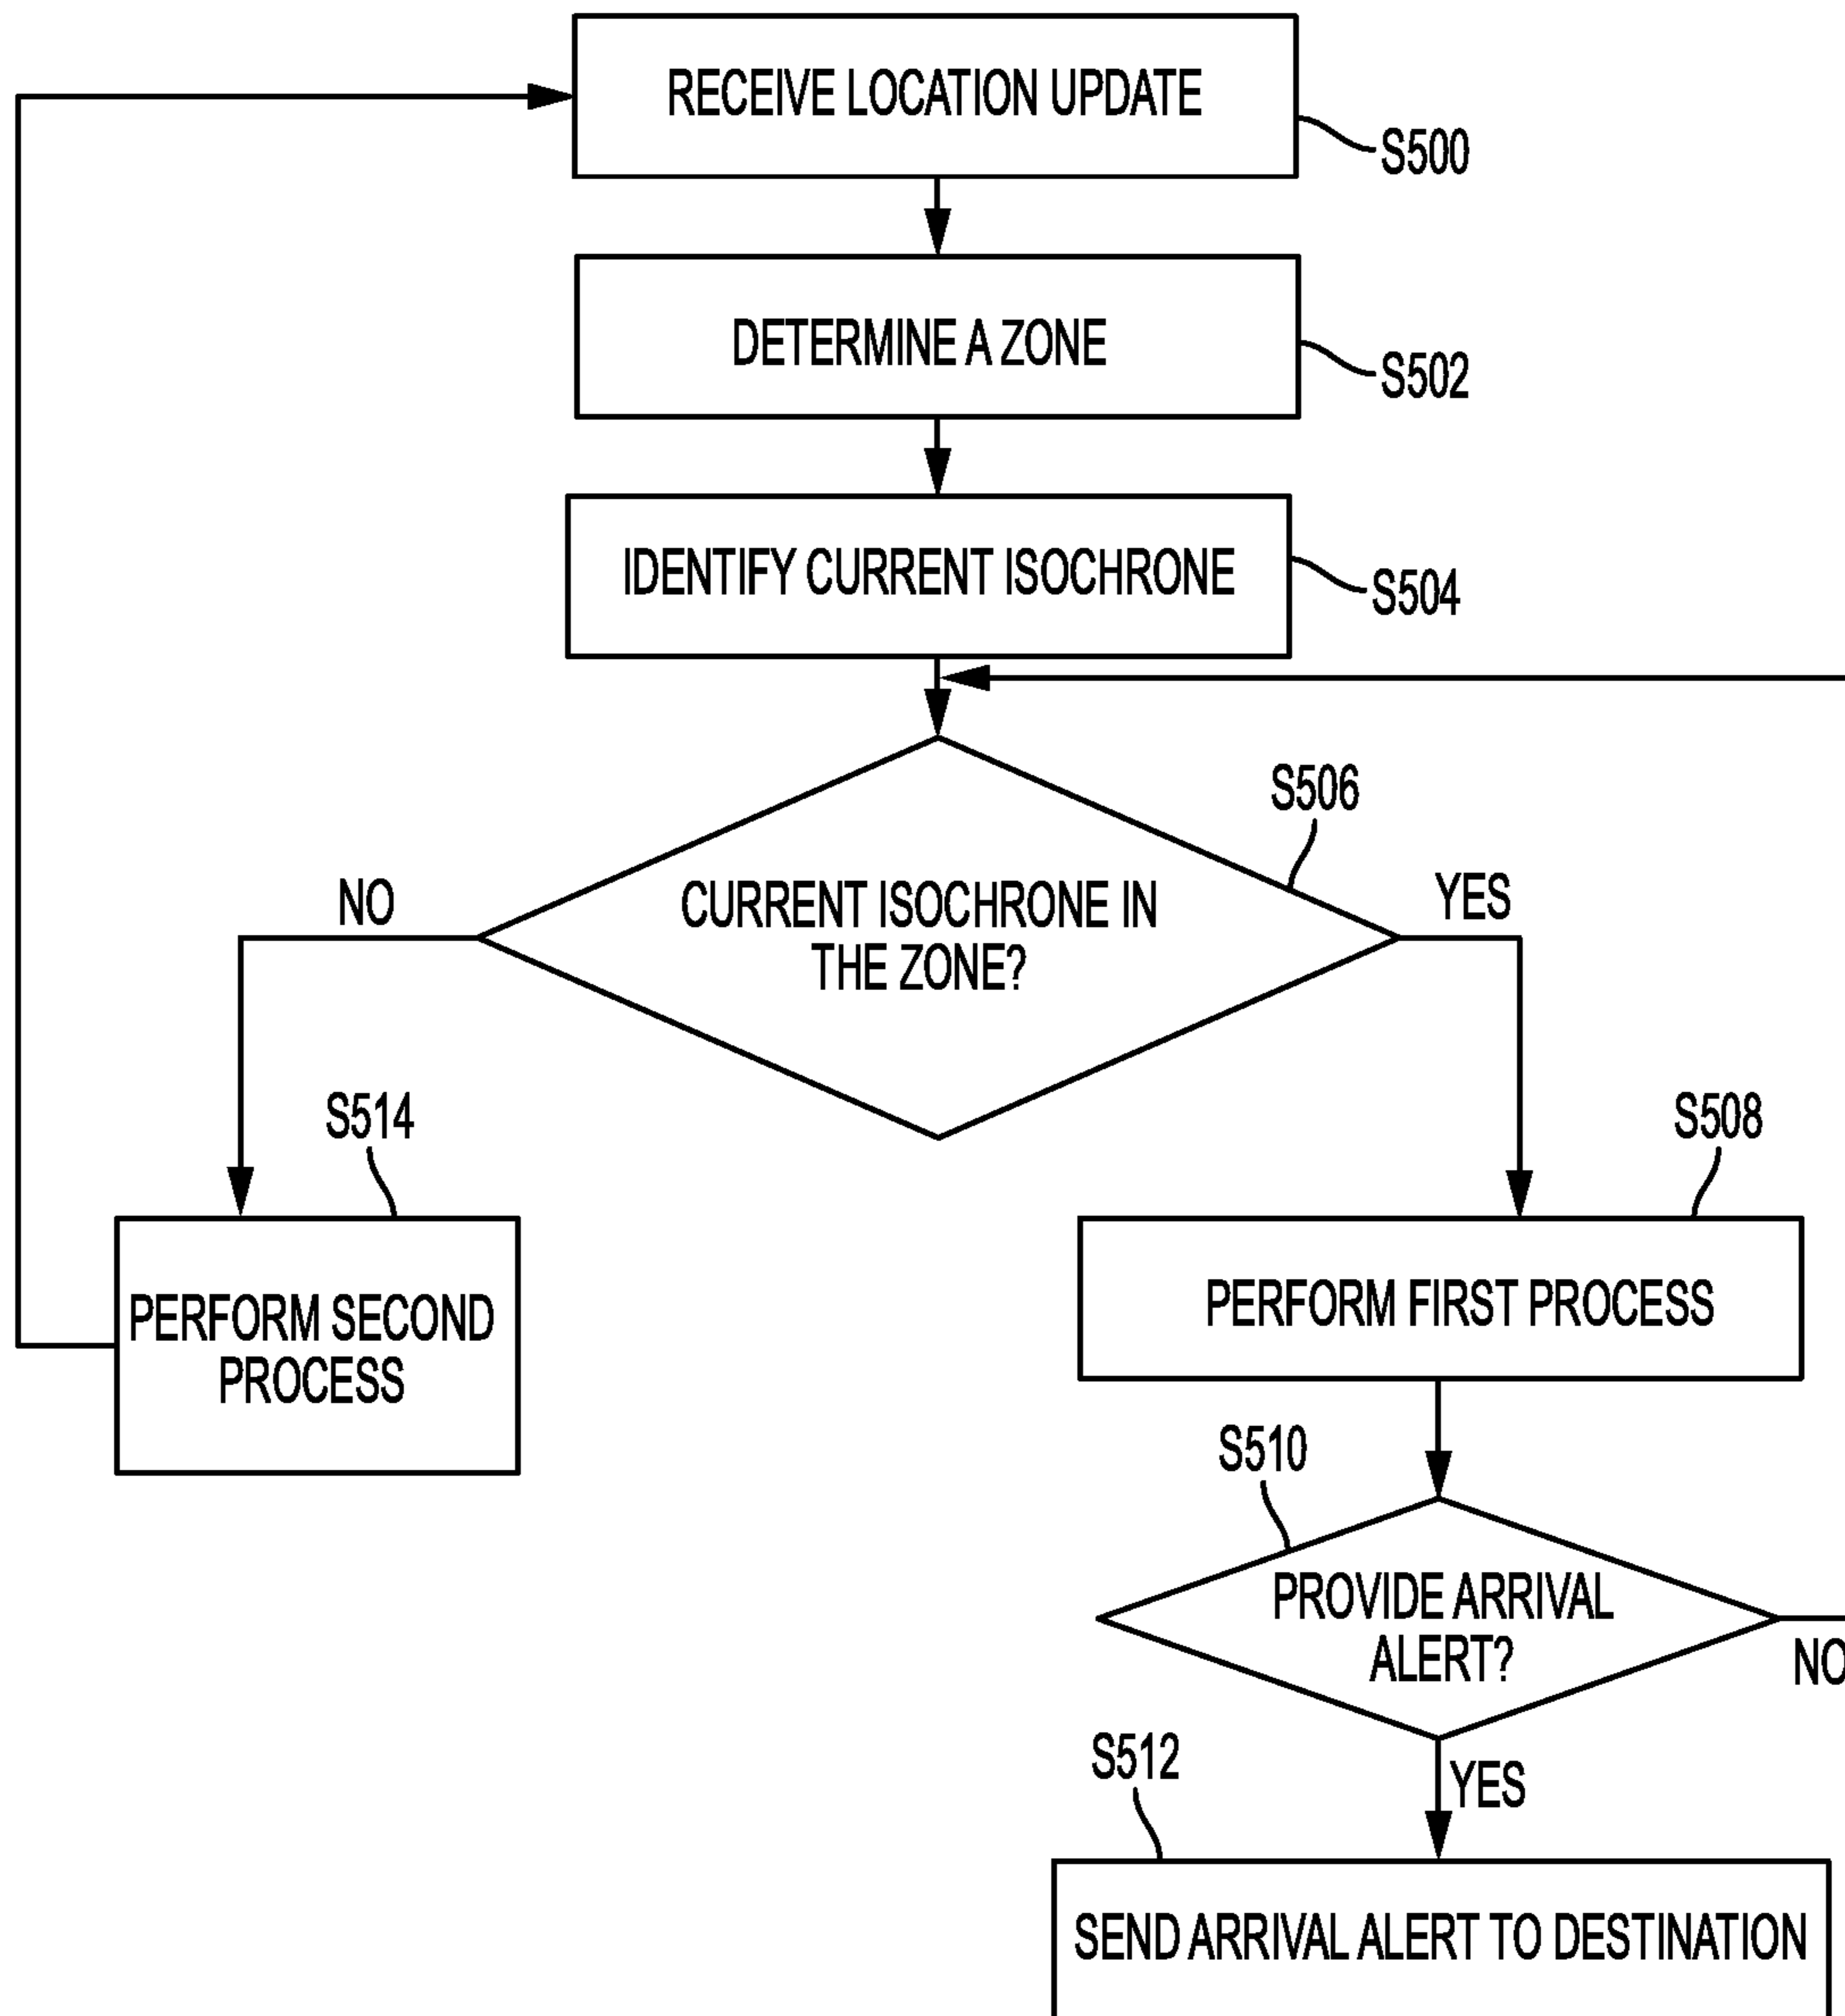 RECEIVE LOCATION UPDATE
S500
DETERMINE A ZONE
S502
IDENTIFY CURRENT ISOCHRONE
S504
S506
CURRENT ISOCHRONE IN
THE ZONE?
NO
YES
S514
S508
PERFORM SECOND
PROCESS
PERFORM FIRST PROCESS
S510
PROVIDE ARRIVAL
ALERT?
NO
S512
YES
SEND ARRIVAL ALERT TO DESTINATION